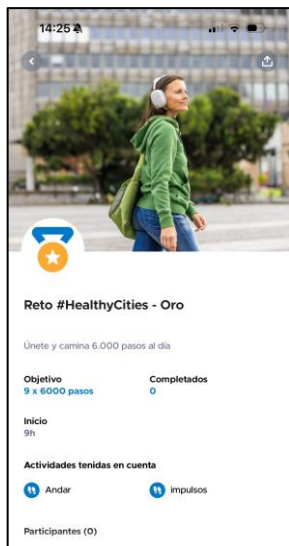 14:25
Reto #HealthyCities - Oro
Únete y camina 6.000 pasos al día
Objetivo Completados
9 x 6000 pasos 0
Inicio
9h
Actividades tenidas en cuenta
Andar impulsos
Participantes (0)